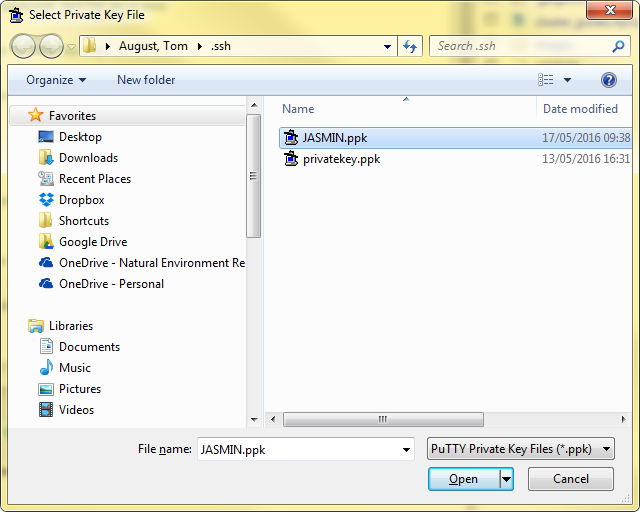 Select Private Key File
August, Tom
.ssh
Search .ssh
Organize
New folder
Favorites
Desktop
Downloads
Recent Places
Dropbox
Shortcuts
Google Drive
OneDrive - Natural Environment Re
OneDrive - Personal
Libraries
Documents
Music
Pictures
Videos
Name
Date modified
JASMIN.ppk
17/05/2016 09:38
privatekey.ppk
13/05/2016 16:31
File name:
JASMIN.ppk
PuTTY Private Key Files (*.ppk)
Open
Cancel